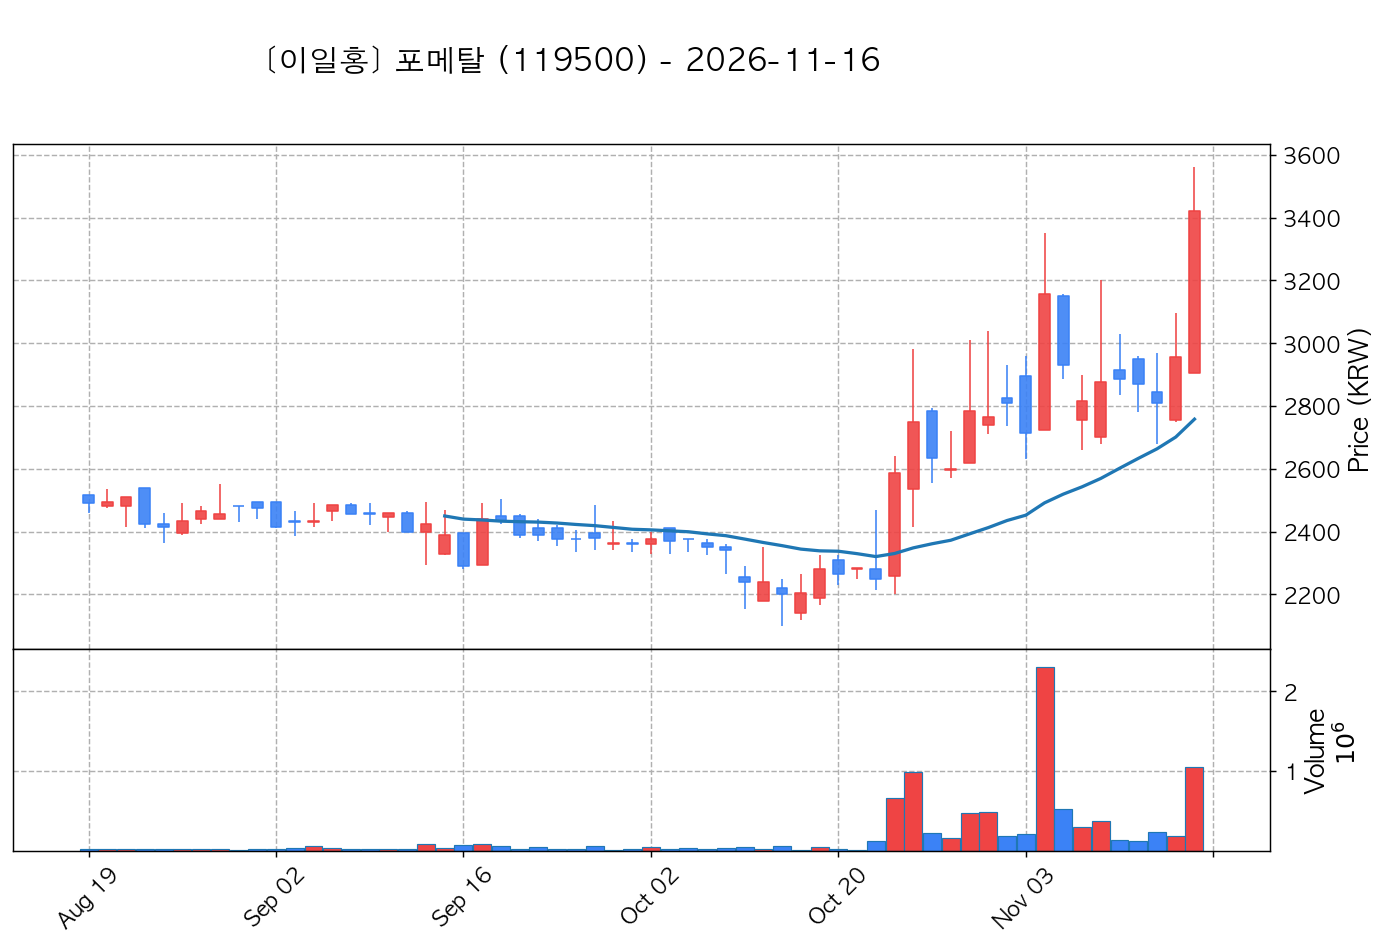 [이일홍] 포메탈 (119500) - 2026-11-16
3600
3400
3200
3000
2800
2600
2400
2200
Price (KRW)
2
1
Volume
10⁶
Aug 19
Sep 02
Sep 16
Oct 02
Oct 20
Nov 03